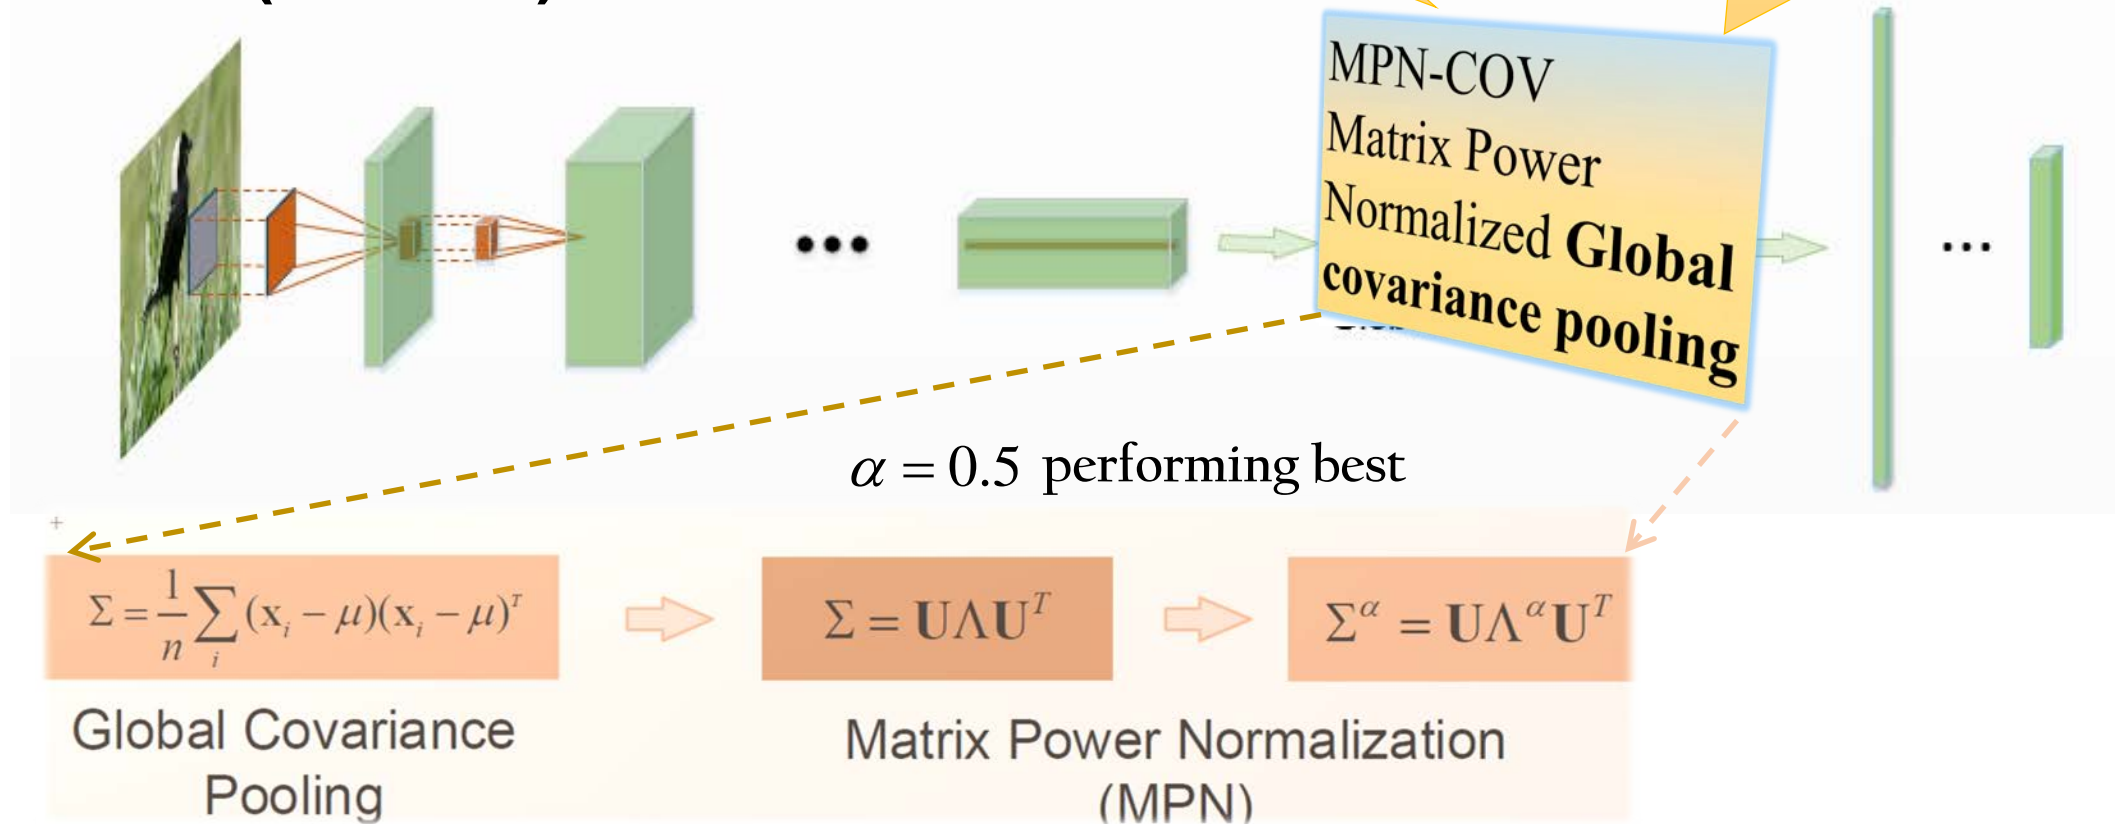 MPN-COV
Matrix Power
Normalized Global
covariance pooling
α = 0.5 performing best
Σ = 1/n Σ_i (x_i − μ)(x_i − μ)^T
Σ = UΛU^T
Σ^α = UΛ^αU^T
Global Covariance
Pooling
Matrix Power Normalization
(MPN)